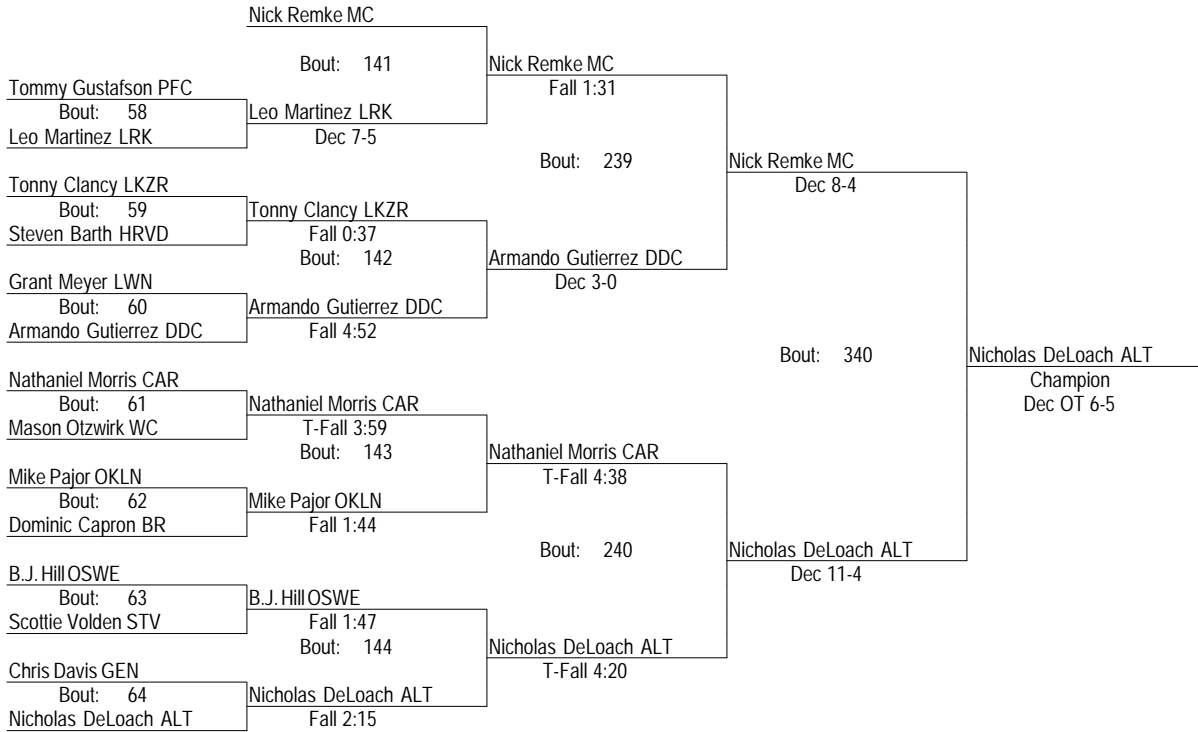 Nick Remke MC
Bout: 141
Nick Remke MC
Fall 1:31
Tommy Gustafson PFC
Bout: 58
Leo Martinez LRK
Leo Martinez LRK
Dec 7-5
Bout: 239
Nick Remke MC
Dec 8-4
Tonny Clancy LKZR
Bout: 59
Steven Barth HRVD
Tonny Clancy LKZR
Fall 0:37
Bout: 142
Armando Gutierrez DDC
Dec 3-0
Grant Meyer LWN
Bout: 60
Armando Gutierrez DDC
Armando Gutierrez DDC
Fall 4:52
Bout: 340
Nicholas DeLoach ALT
Champion
Dec OT 6-5
Nathaniel Morris CAR
Bout: 61
Mason Otzwirk WC
Nathaniel Morris CAR
T-Fall 3:59
Bout: 143
Nathaniel Morris CAR
T-Fall 4:38
Mike Pajor OKLN
Bout: 62
Dominic Capron BR
Mike Pajor OKLN
Fall 1:44
Bout: 240
Nicholas DeLoach ALT
Dec 11-4
B.J. Hill OSWE
Bout: 63
Scottie Volden STV
B.J. Hill OSWE
Fall 1:47
Bout: 144
Nicholas DeLoach ALT
T-Fall 4:20
Chris Davis GEN
Bout: 64
Nicholas DeLoach ALT
Nicholas DeLoach ALT
Fall 2:15